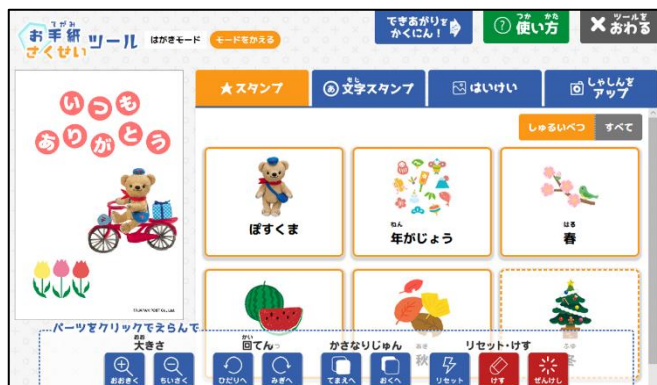 てがみ
お手紙
さくせい
ツール
はがきモード
モードをかえる
できあがりを
かくにん!
つか かた
使い方
ツールを
おわる
いつも
ありがとう
スタンプ
もじ
文字スタンプ
はいけい
しゃしんを
アップ
しゅるいべつ
すべて
ぽすくま
ねん
年がじょう
はる
春
秋
ふゆ
冬
パーツをクリックでえらんで
おお
大きさ
かい
回てん
かさなりじゅん
リセット・けす
おおきく
ちいさく
ひだりへ
みぎへ
てまえへ
おくへ
リセット
けす
ぜんけし